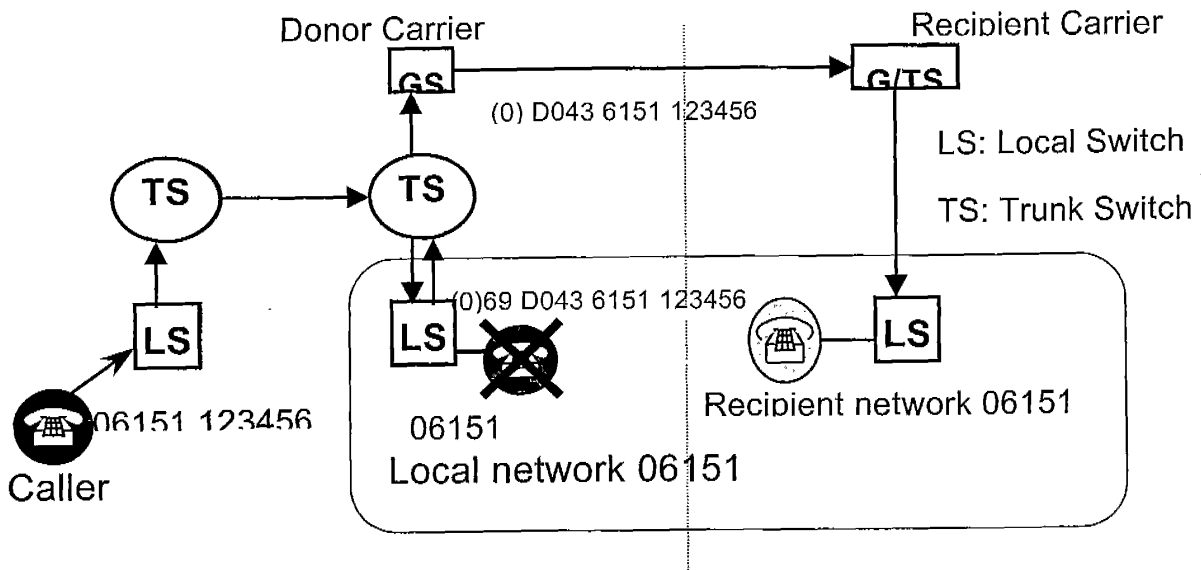 Donor Carrier
Recipient Carrier
GS
G/TS
(0) D043 6151 123456
LS: Local Switch
TS
TS
TS: Trunk Switch
(0)69 D043 6151 123456
LS
LS
LS
06151 123456
06151
Recipient network 06151
Local network 06151
Caller